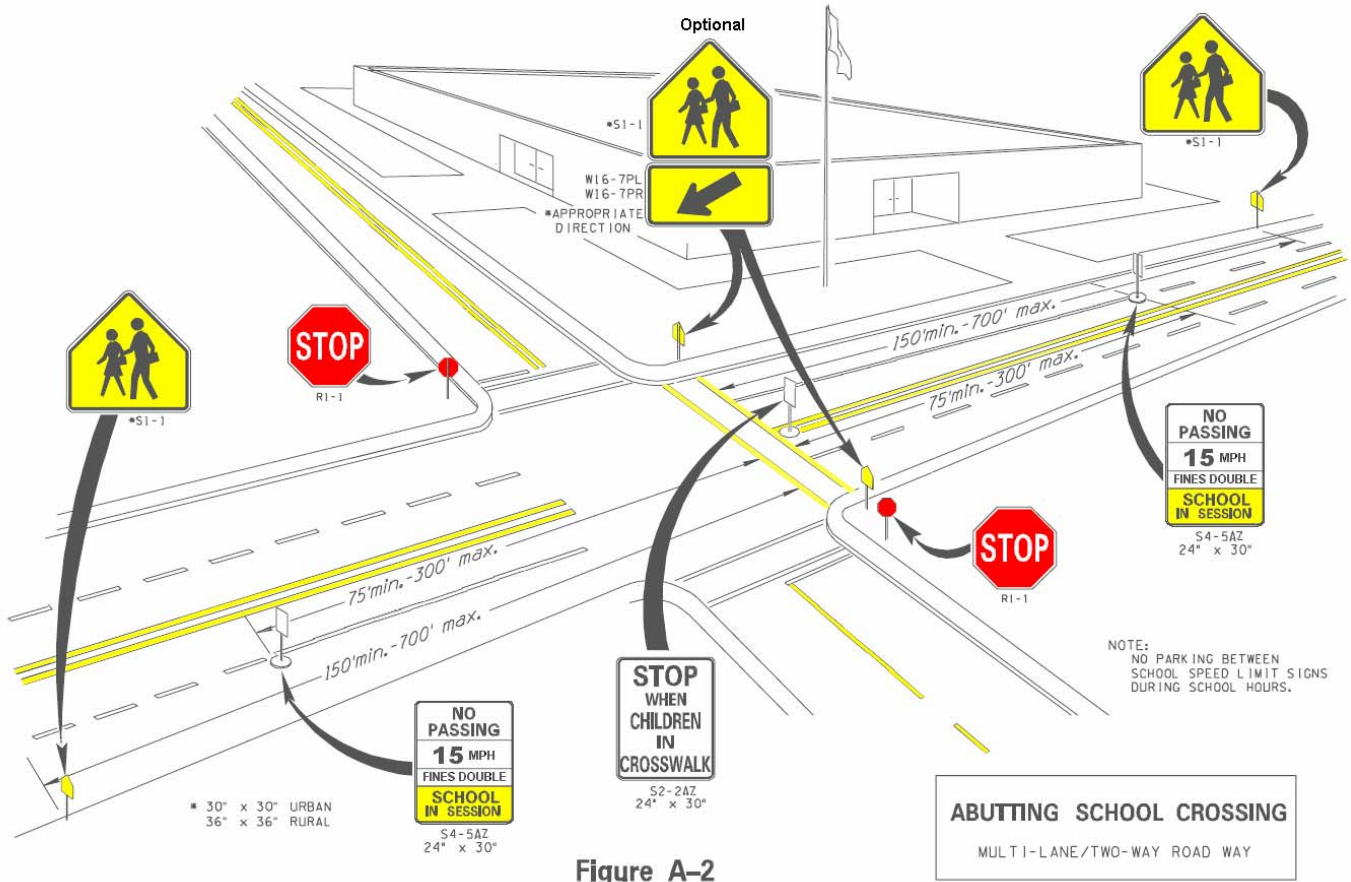 Optional
*S1-1
W16-7PL
W16-7PR
*APPROPRIATE
DIRECTION
*S1-1
STOP
R1-1
*S1-1
150'min.-700' max.
75'min.-300' max.
NO
PASSING
15 MPH
FINES DOUBLE
SCHOOL
IN SESSION
S4-5AZ
24" x 30"
STOP
R1-1
75'min.-300' max.
150'min.-700' max.
NOTE:
NO PARKING BETWEEN
SCHOOL SPEED LIMIT SIGNS
DURING SCHOOL HOURS.
STOP
WHEN
CHILDREN
IN
CROSSWALK
S2-2AZ
24" x 30"
NO
PASSING
15 MPH
FINES DOUBLE
SCHOOL
IN SESSION
S4-5AZ
24" x 30"
* 30" x 30" URBAN
36" x 36" RURAL
ABUTTING SCHOOL CROSSING
MULTI-LANE/TWO-WAY ROAD WAY
Figure A–2